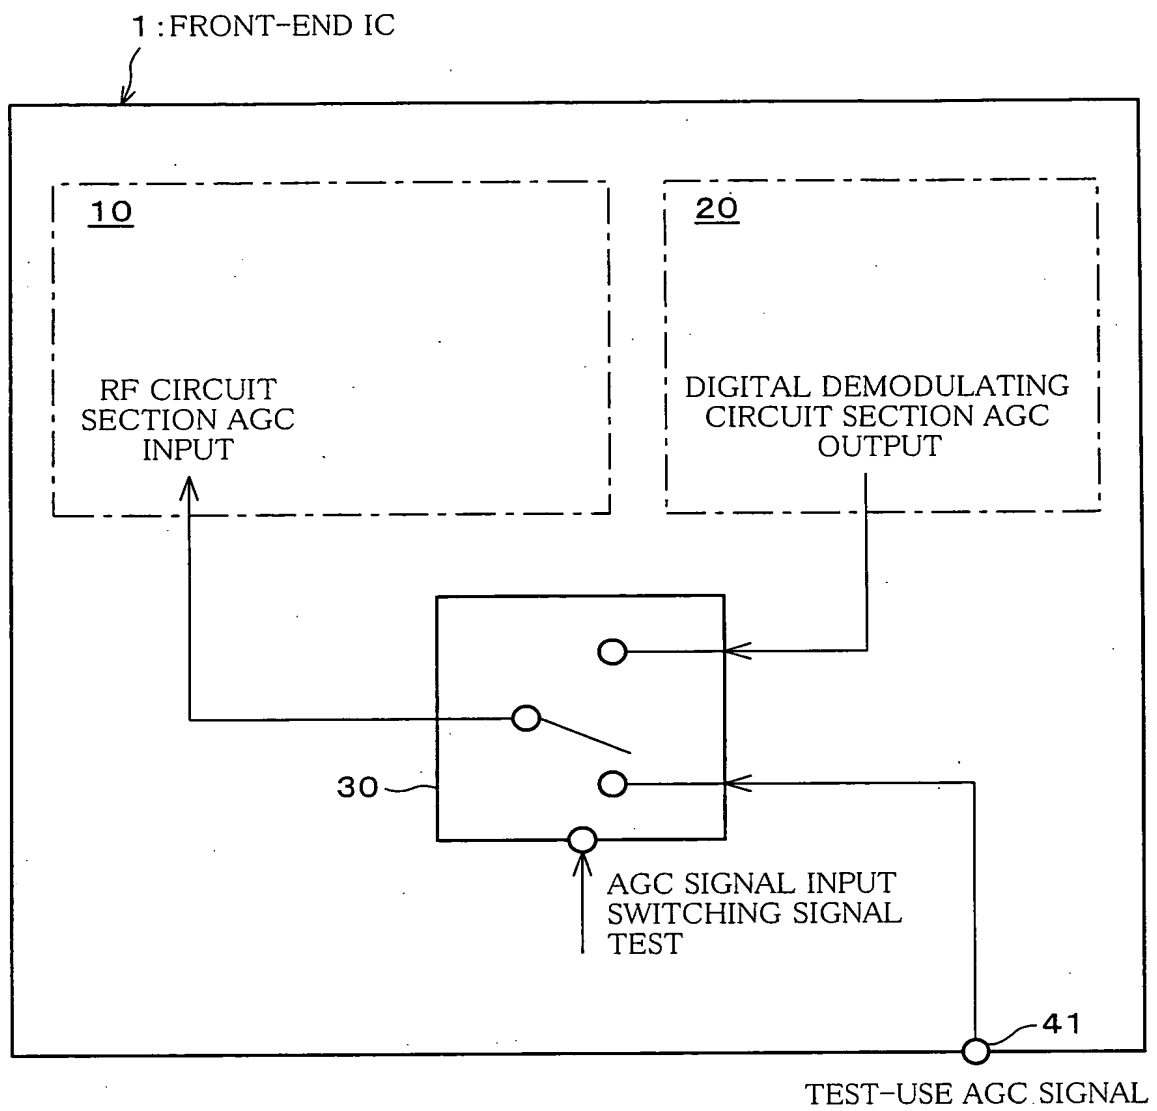 1 : FRONT-END IC
10
20
RF CIRCUIT
SECTION AGC
INPUT
DIGITAL DEMODULATING
CIRCUIT SECTION AGC
OUTPUT
30
AGC SIGNAL INPUT
SWITCHING SIGNAL
TEST
41
TEST-USE AGC SIGNAL